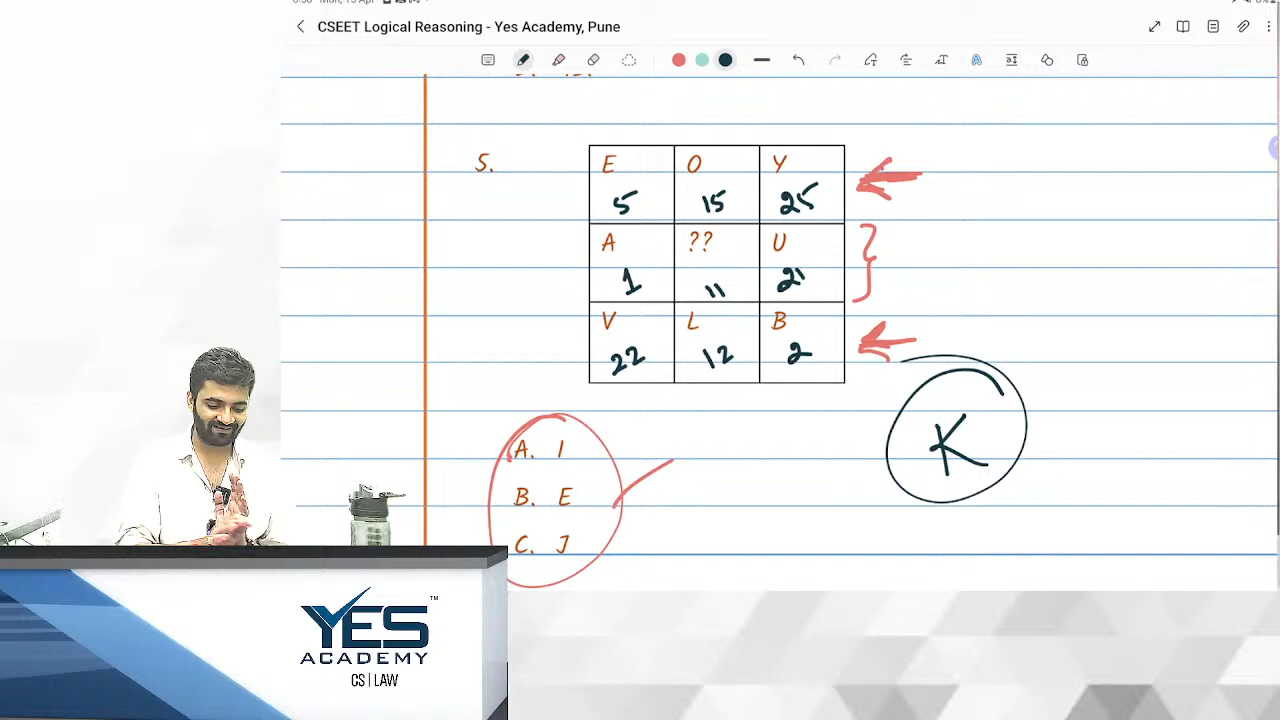 CSEET Logical Reasoning - Yes Academy, Pune
5.
E O Y
5 15 25
A ?? U
1 11 21
V L B
22 12 2
A. I
B. E
C. J
K
YES
ACADEMY
CS | LAW
TM